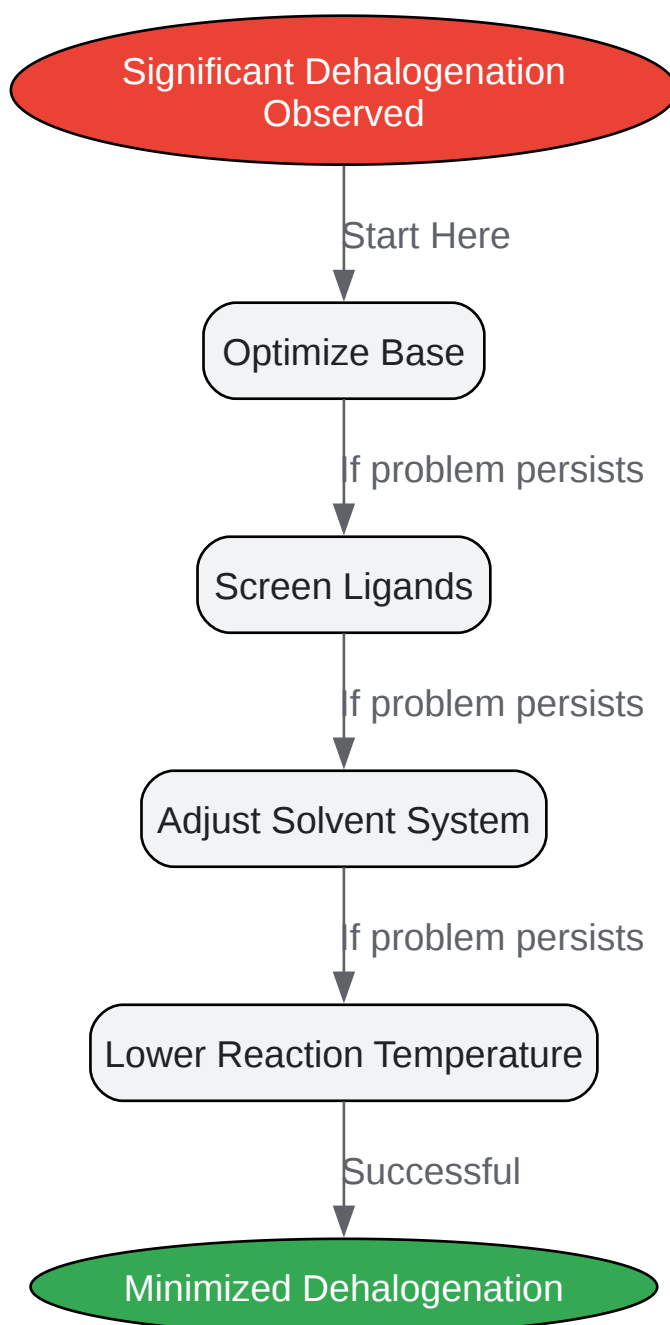 Significant Dehalogenation
Observed
Start Here
Optimize Base
If problem persists
Screen Ligands
If problem persists
Adjust Solvent System
If problem persists
Lower Reaction Temperature
Successful
Minimized Dehalogenation